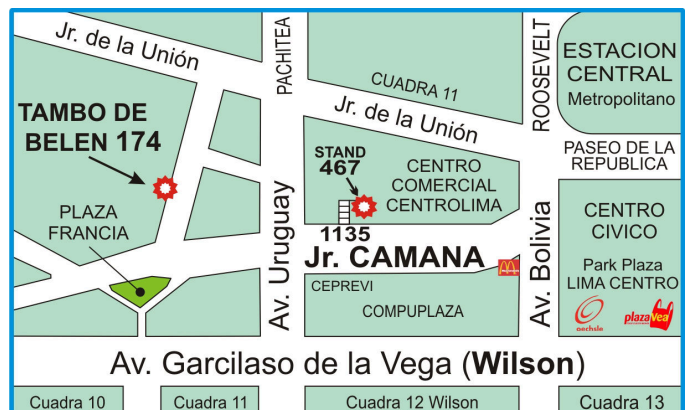 Jr. de la Unión
PACHITEA
CUADRA 11
Jr. de la Unión
ROOSEVELT
ESTACION
CENTRAL
Metropolitano
TAMBO DE
BELEN 174
STAND
467
CENTRO
COMERCIAL
CENTROLIMA
PASEO DE LA
REPUBLICA
PLAZA
FRANCIA
Av. Uruguay
1135
Jr. CAMANA
Av. Bolivia
CENTRO
CIVICO
Park Plaza
LIMA CENTRO
oechsle
plazaVea
CEPREVI
COMPUPLAZA
Av. Garcilaso de la Vega (Wilson)
Cuadra 10
Cuadra 11
Cuadra 12 Wilson
Cuadra 13